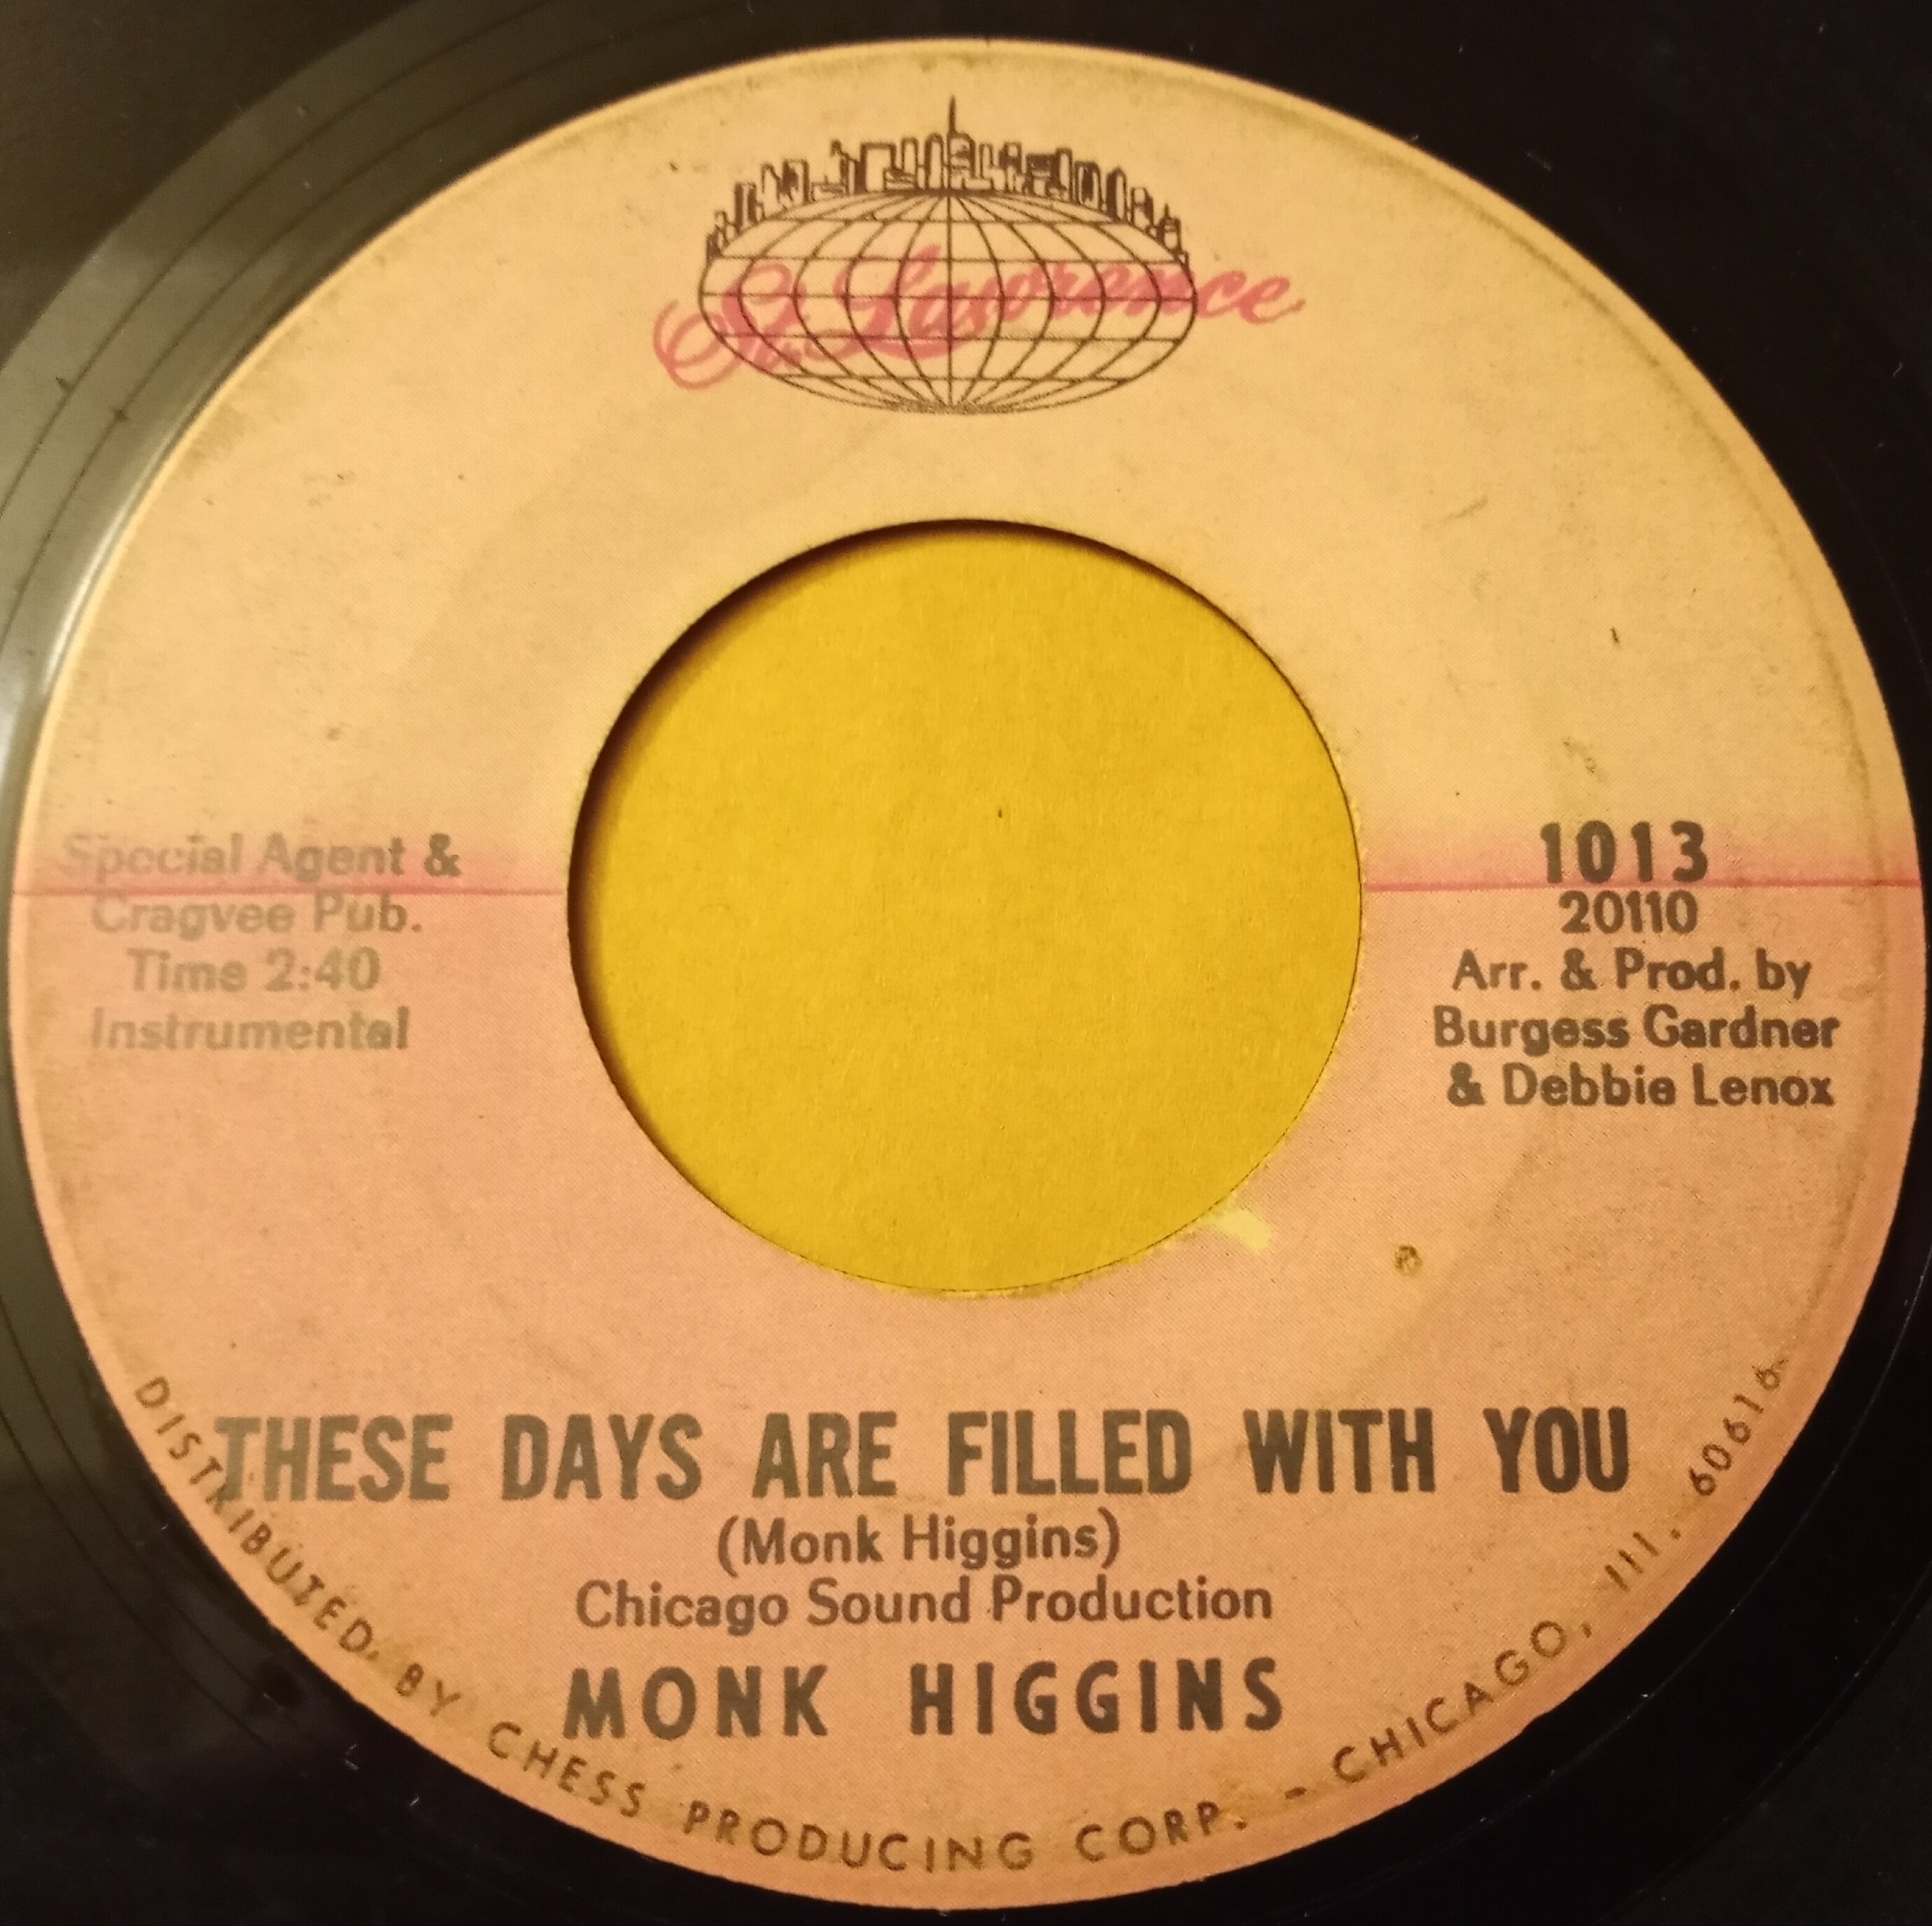 St. Lawrence
Special Agent &
Cragvee Pub.
Time 2:40
Instrumental
1013
20110
Arr. & Prod. by
Burgess Gardner
& Debbie Lenox
THESE DAYS ARE FILLED WITH YOU
(Monk Higgins)
Chicago Sound Production
MONK HIGGINS
DISTRIBUTED BY CHESS PRODUCING CORP. - CHICAGO, ILL. 60616